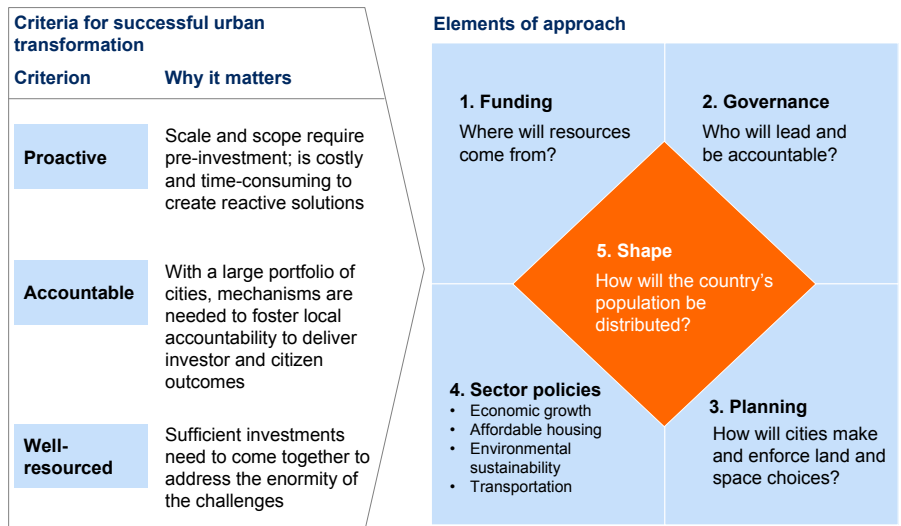 Criteria for successful urban
transformation
Criterion
Why it matters
Proactive
Scale and scope require
pre-investment; is costly
and time-consuming to
create reactive solutions
Accountable
With a large portfolio of
cities, mechanisms are
needed to foster local
accountability to deliver
investor and citizen
outcomes
Well-
resourced
Sufficient investments
need to come together to
address the enormity of
the challenges
Elements of approach
1. Funding
Where will resources
come from?
2. Governance
Who will lead and
be accountable?
5. Shape
How will the country's
population be
distributed?
4. Sector policies
• Economic growth
• Affordable housing
• Environmental
sustainability
• Transportation
3. Planning
How will cities make
and enforce land and
space choices?